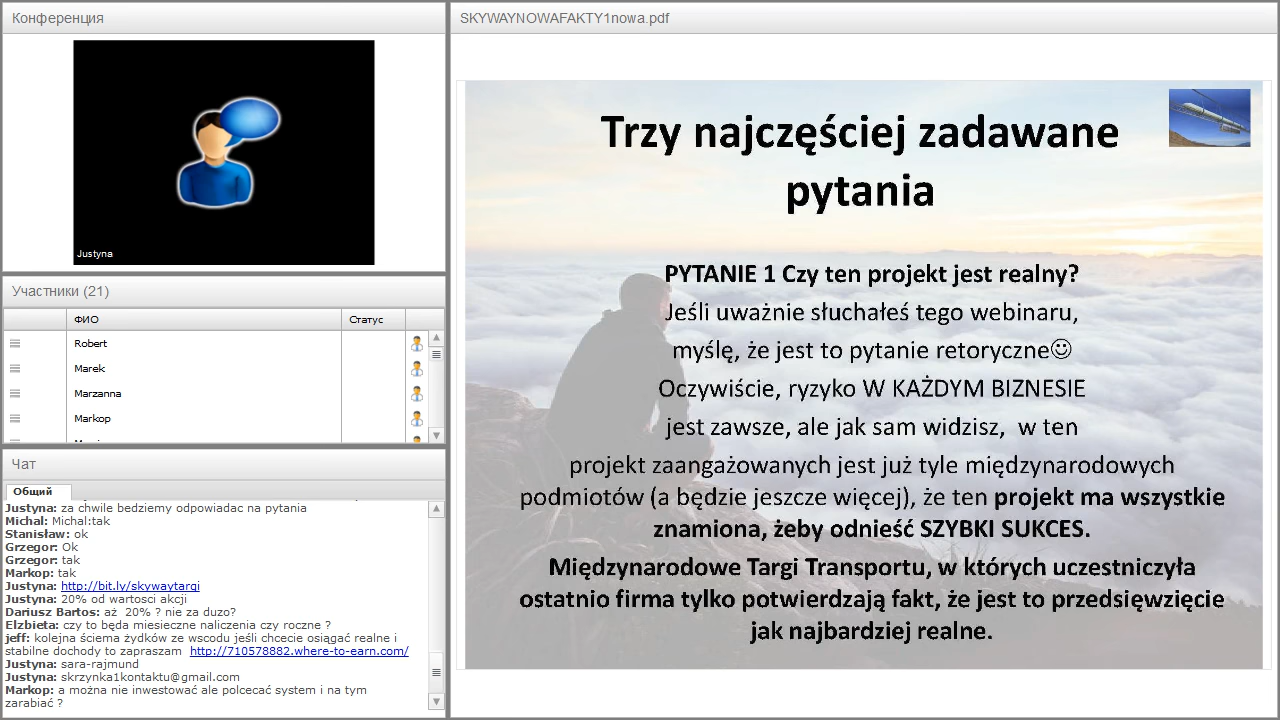 Конференция
Justyna
Участники (21)
ФИО
Статус
Robert
Marek
Marzanna
Markop
Чат
Общий
Justyna: za chwile bedziemy odpowiadac na pytania
Michal: Michal:tak
Stanisław: ok
Grzegor: Ok
Grzegor: tak
Markop: tak
Justyna: http://bit.ly/skywaytargi
Justyna: 20% od wartosci akcji
Dariusz Bartos: aż  20% ? nie za duzo?
Elzbieta: czy to będa miesieczne naliczenia czy roczne ?
jeff: kolejna ściema żydków ze wscodu jeśli chcecie osiągać realne i
stabilne dochody to zapraszam  http://710578882.where-to-earn.com/
Justyna: sara-rajmund
Justyna: skrzynka1kontaktu@gmail.com
Markop: a można nie inwestować ale polcecać system i na tym
zarabiać ?
SKYWAYNOWAFAKTY1nowa.pdf
Trzy najczęściej zadawane
pytania
PYTANIE 1 Czy ten projekt jest realny?
Jeśli uważnie słuchałeś tego webinaru,
myślę, że jest to pytanie retoryczne☺
Oczywiście, ryzyko W KAŻDYM BIZNESIE
jest zawsze, ale jak sam widzisz,  w ten
projekt zaangażowanych jest już tyle międzynarodowych
podmiotów (a będzie jeszcze więcej), że ten projekt ma wszystkie
znamiona, żeby odnieść SZYBKI SUKCES.
Międzynarodowe Targi Transportu, w których uczestniczyła
ostatnio firma tylko potwierdzają fakt, że jest to przedsięwzięcie
jak najbardziej realne.